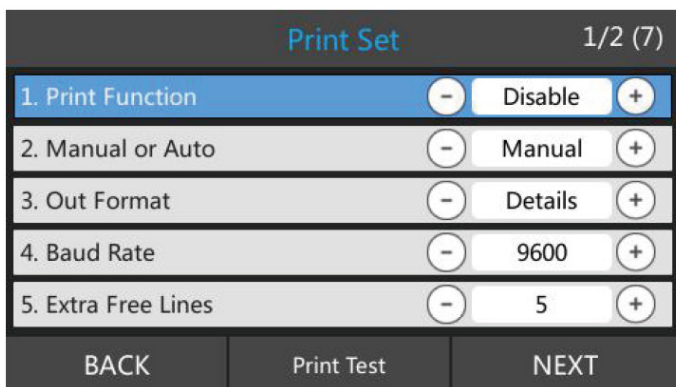 Print Set 1/2 (7)
1. Print Function - Disable +
2. Manual or Auto - Manual +
3. Out Format - Details +
4. Baud Rate - 9600 +
5. Extra Free Lines - 5 +
BACK Print Test NEXT